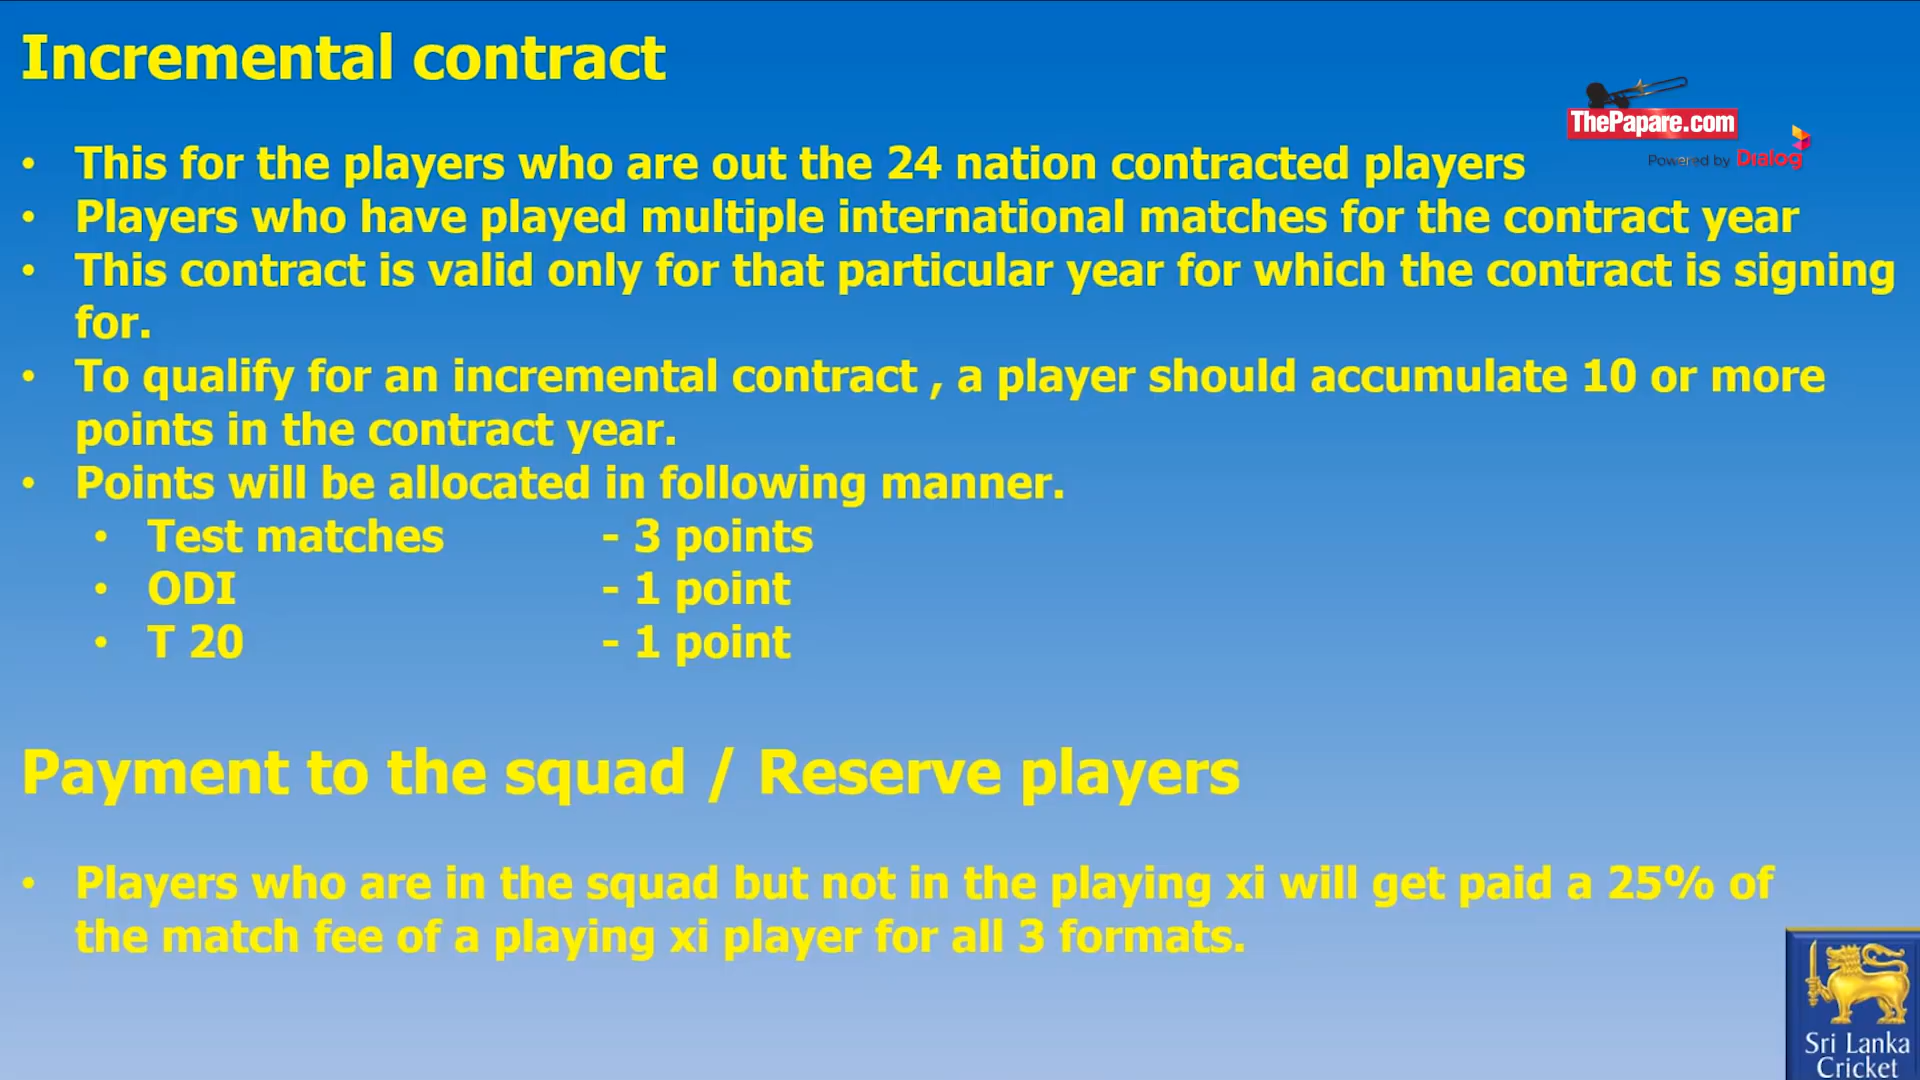 Incremental contract
ThePapare.com
Powered by Dialog
• This for the players who are out the 24 nation contracted players
• Players who have played multiple international matches for the contract year
• This contract is valid only for that particular year for which the contract is signing
for.
• To qualify for an incremental contract , a player should accumulate 10 or more
points in the contract year.
• Points will be allocated in following manner.
• Test matches - 3 points
• ODI - 1 point
• T 20 - 1 point
Payment to the squad / Reserve players
• Players who are in the squad but not in the playing xi will get paid a 25% of
the match fee of a playing xi player for all 3 formats.
Sri Lanka
Cricket